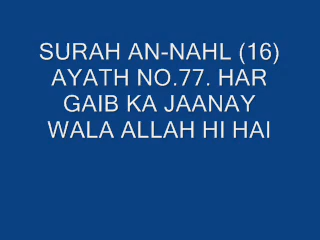 SURAH AN-NAHL (16)
AYATH NO.77. HAR
GAIB KA JAANAY
WALA ALLAH HI HAI